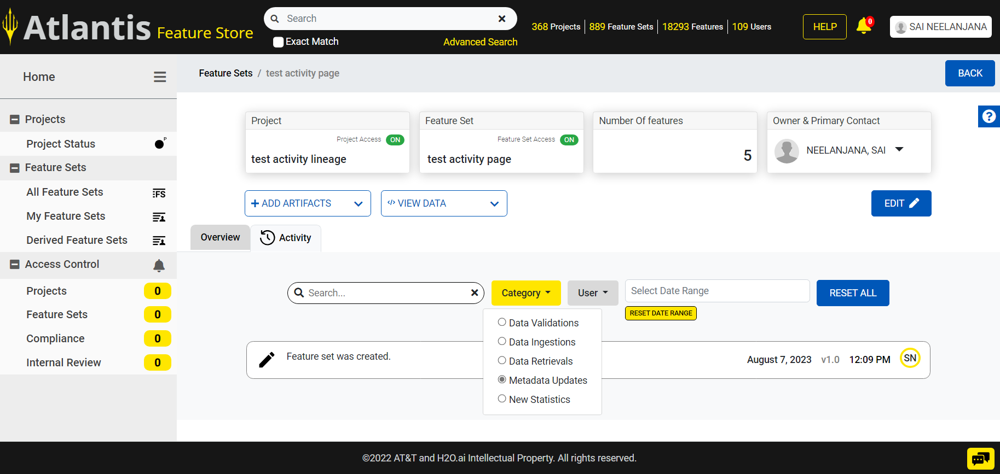 Atlantis Feature Store
Search
Exact Match
Advanced Search
368 Projects
889 Feature Sets
18293 Features
109 Users
HELP
0
SAI NEELANJANA
Home
Projects
Project Status
P
Feature Sets
All Feature Sets
FS
My Feature Sets
Derived Feature Sets
Access Control
Projects 0
Feature Sets 0
Compliance 0
Internal Review 0
Feature Sets / test activity page
BACK
?
Project
Project Access ON
test activity lineage
Feature Set
Feature Set Access ON
test activity page
Number Of features
5
Owner & Primary Contact
NEELANJANA, SAI
ADD ARTIFACTS
</> VIEW DATA
EDIT
Overview
Activity
Search...
Category
User
Select Date Range
RESET DATE RANGE
RESET ALL
Data Validations
Data Ingestions
Data Retrievals
Metadata Updates
New Statistics
Feature set was created.
August 7, 2023 v1.0 12:09 PM SN
©2022 AT&T and H2O.ai Intellectual Property. All rights reserved.